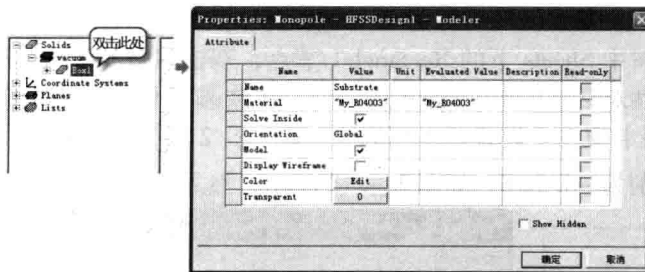 双击此处
Solids
vacuum
Box1
Coordinate Systems
Planes
Lists
Properties: Monopole - HFSSDesign1 - Modeler
Attribute
Name Value Unit Evaluated Value Description Read-only
Name Substrate
Material "My_RO4003" "My_RO4003"
Solve Inside
Orientation Global
Model
Display Wireframe
Color Edit
Transparent 0
Show Hidden
确定 取消